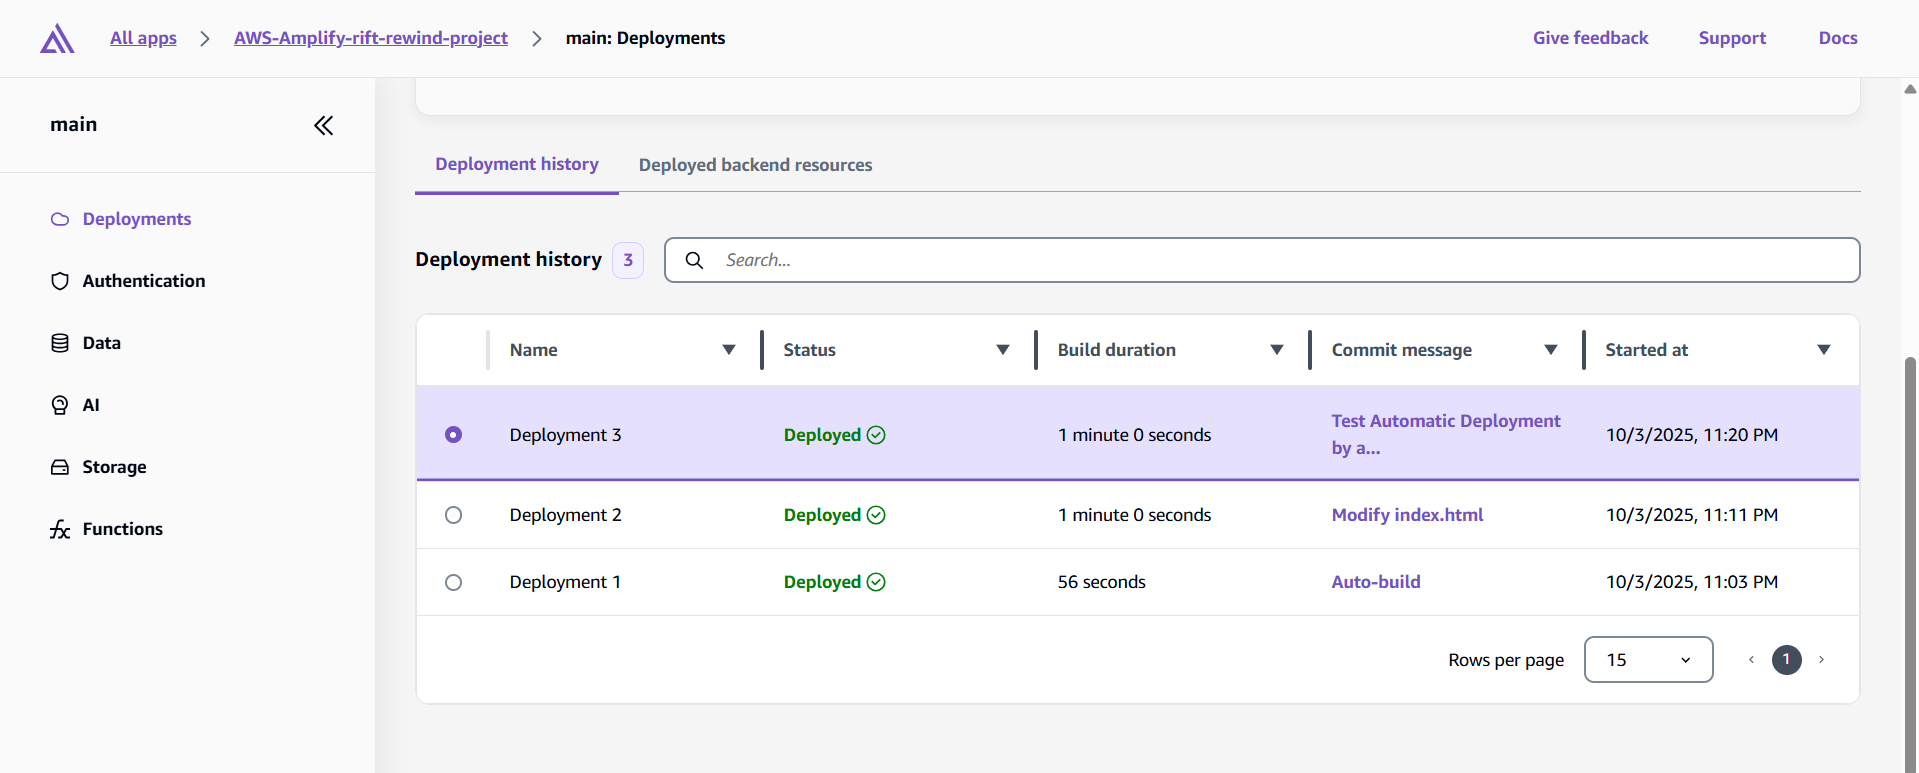 All apps > AWS-Amplify-rift-rewind-project > main: Deployments
Give feedback Support Docs
main
Deployments
Authentication
Data
AI
Storage
Functions
Deployment history Deployed backend resources
Deployment history 3 Search...
Name Status Build duration Commit message Started at
Deployment 3 Deployed 1 minute 0 seconds Test Automatic Deployment
by a... 10/3/2025, 11:20 PM
Deployment 2 Deployed 1 minute 0 seconds Modify index.html 10/3/2025, 11:11 PM
Deployment 1 Deployed 56 seconds Auto-build 10/3/2025, 11:03 PM
Rows per page 15 1